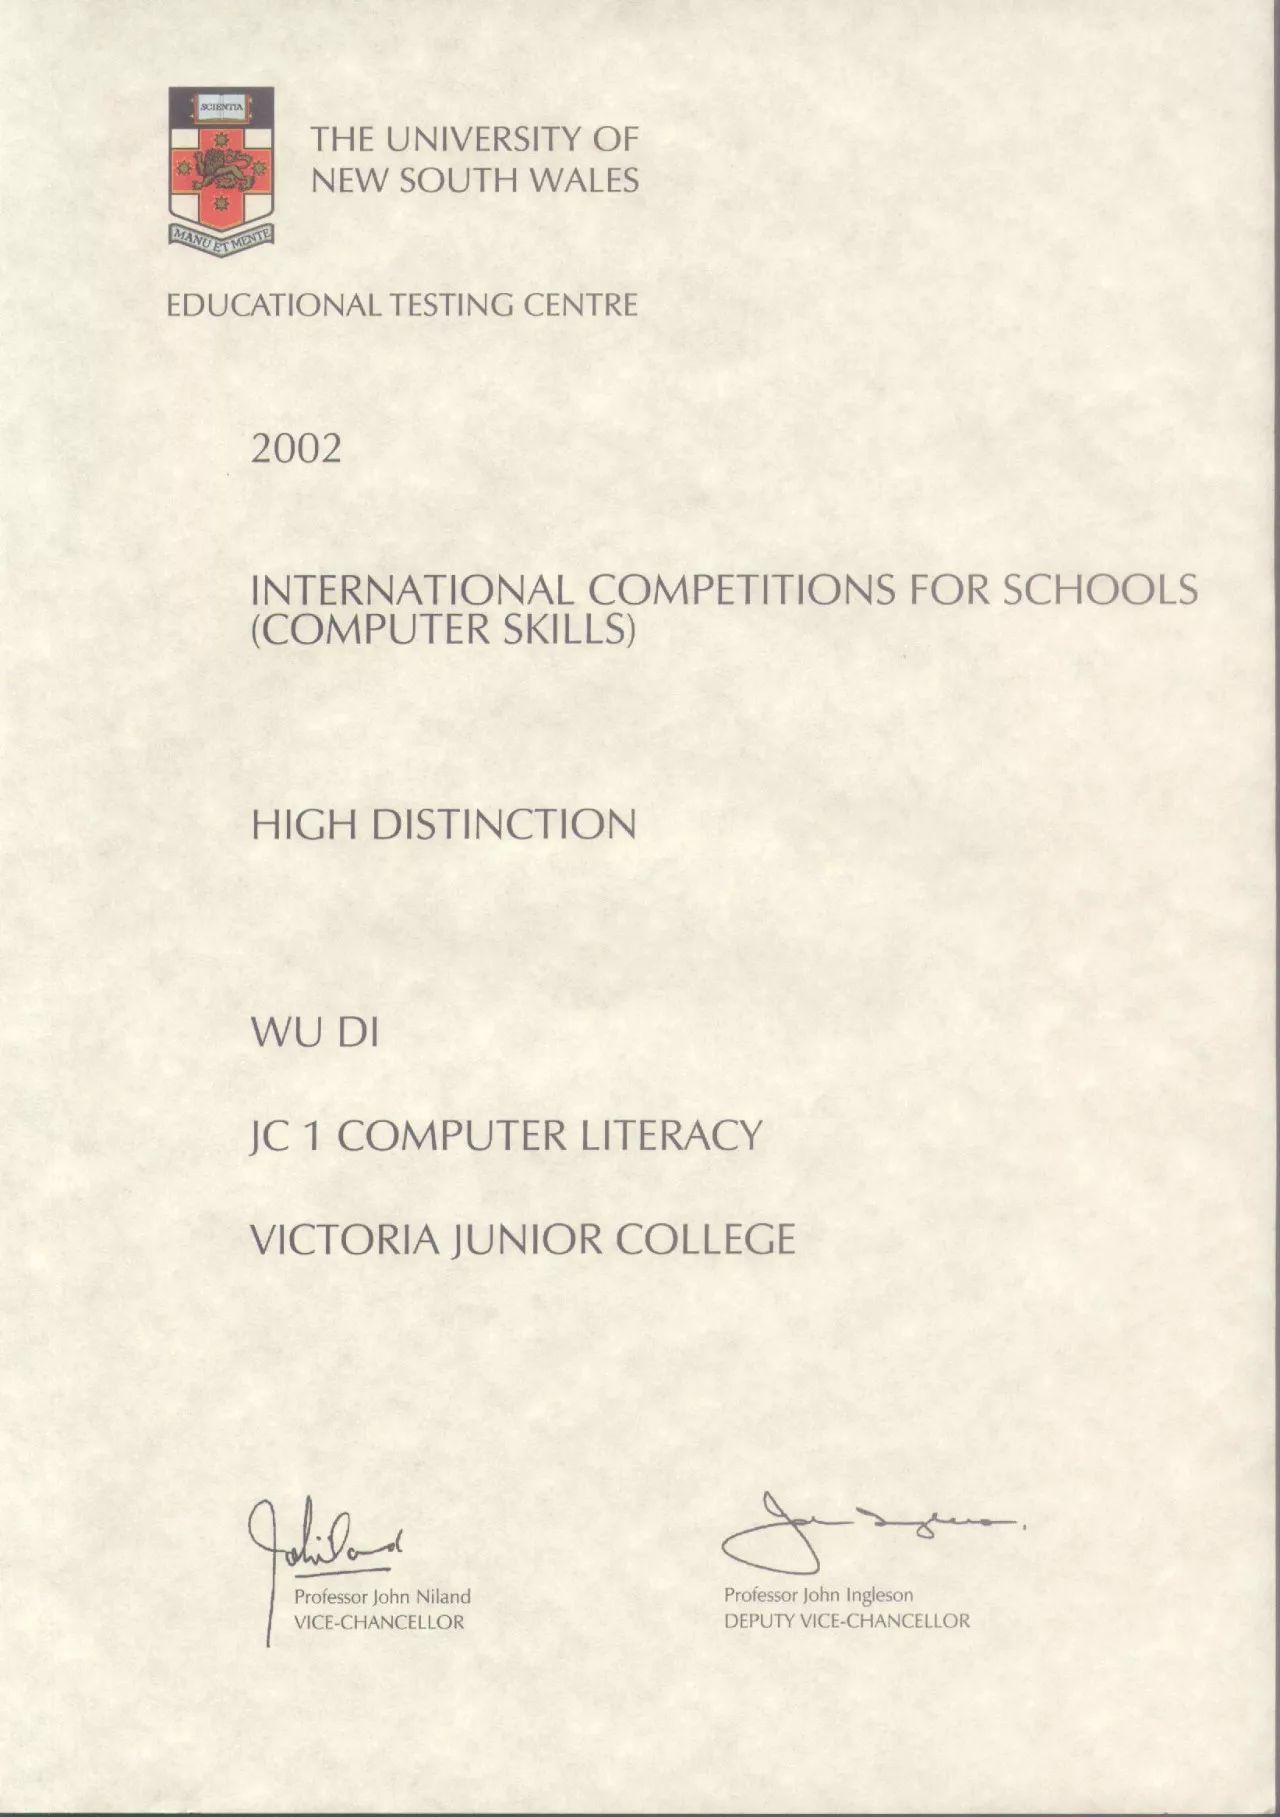 SCIENTIA
THE UNIVERSITY OF
NEW SOUTH WALES
MANU ET MENTE
EDUCATIONAL TESTING CENTRE
2002
INTERNATIONAL COMPETITIONS FOR SCHOOLS
(COMPUTER SKILLS)
HIGH DISTINCTION
WU DI
JC 1 COMPUTER LITERACY
VICTORIA JUNIOR COLLEGE
Professor John Niland
VICE-CHANCELLOR
Professor John Ingleson
DEPUTY VICE-CHANCELLOR